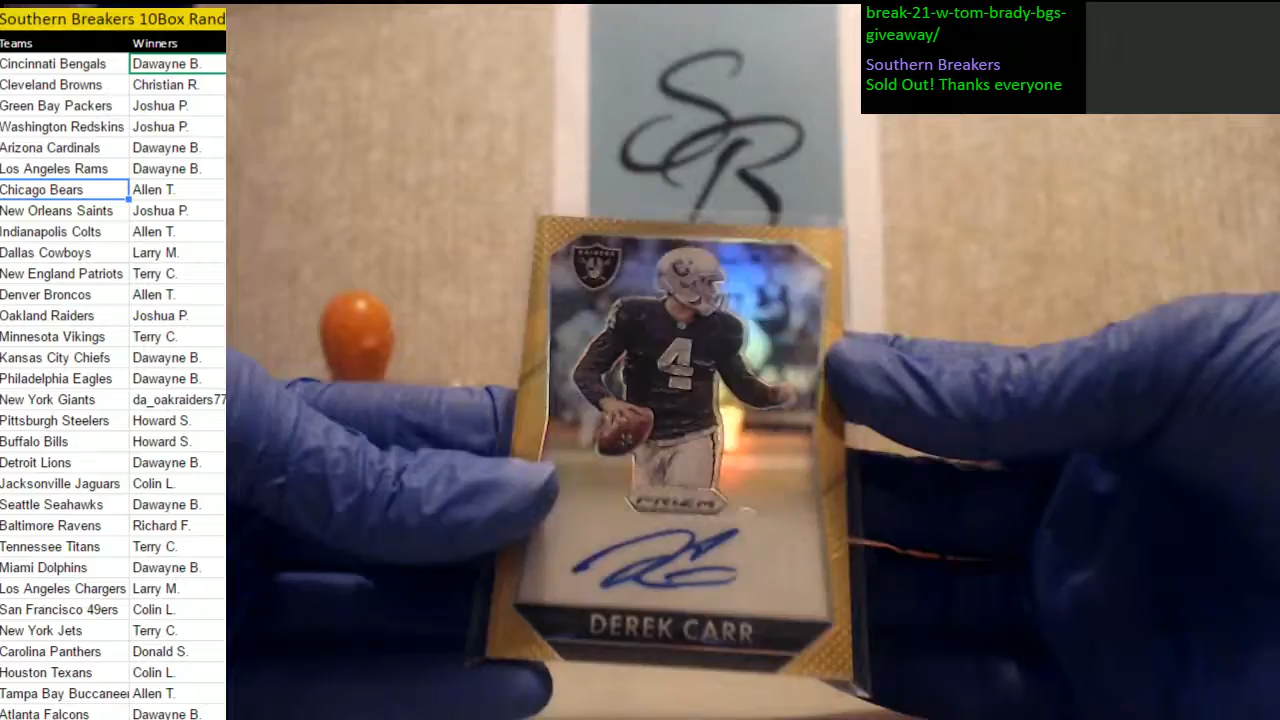 Southern Breakers 10Box Rand
Teams Winners
Cincinnati Bengals Dawayne B.
Cleveland Browns Christian R.
Green Bay Packers Joshua P.
Washington Redskins Joshua P.
Arizona Cardinals Dawayne B.
Los Angeles Rams Dawayne B.
Chicago Bears Allen T.
New Orleans Saints Joshua P.
Indianapolis Colts Allen T.
Dallas Cowboys Larry M.
New England Patriots Terry C.
Denver Broncos Allen T.
Oakland Raiders Joshua P.
Minnesota Vikings Terry C.
Kansas City Chiefs Dawayne B.
Philadelphia Eagles Dawayne B.
New York Giants da_oakraiders77
Pittsburgh Steelers Howard S.
Buffalo Bills Howard S.
Detroit Lions Dawayne B.
Jacksonville Jaguars Colin L.
Seattle Seahawks Dawayne B.
Baltimore Ravens Richard F.
Tennessee Titans Terry C.
Miami Dolphins Dawayne B.
Los Angeles Chargers Larry M.
San Francisco 49ers Colin L.
New York Jets Terry C.
Carolina Panthers Donald S.
Houston Texans Colin L.
Tampa Bay Buccaneer Allen T.
Atlanta Falcons Dawayne B.
break-21-w-tom-brady-bgs-
giveaway/
Southern Breakers
Sold Out! Thanks everyone
SR
RAIDERS
4
PRIZM
DEREK CARR